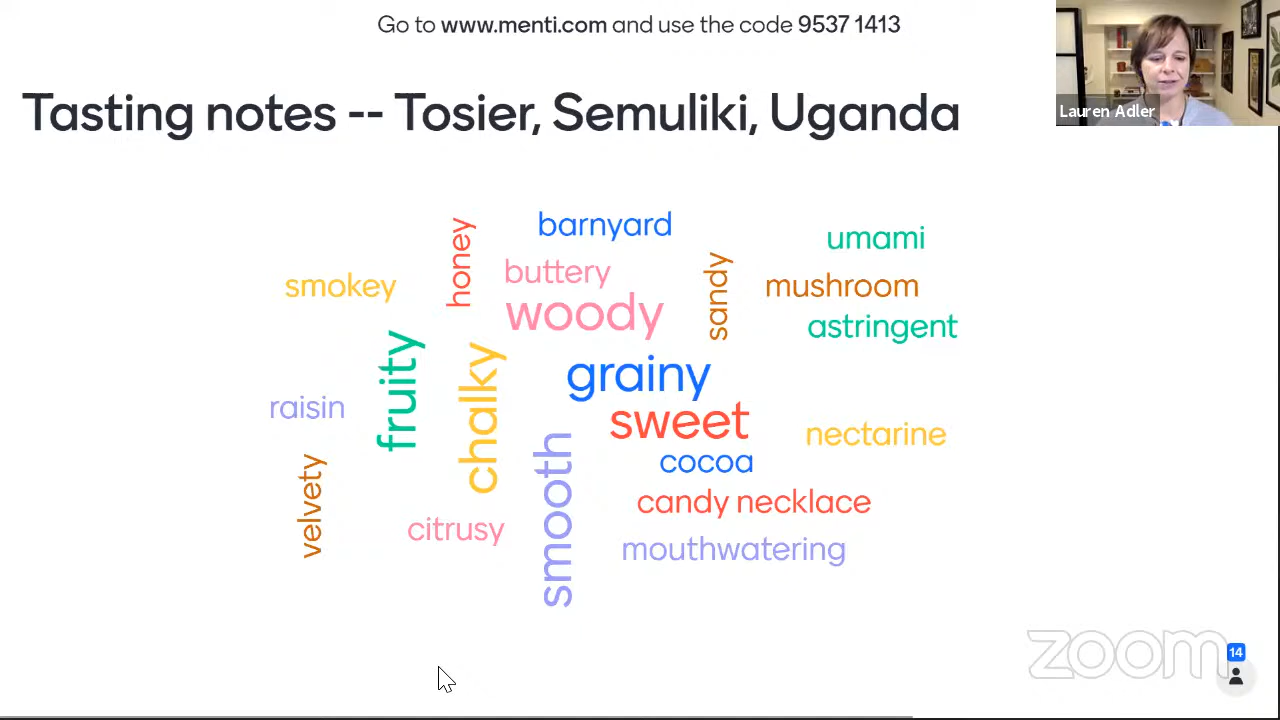 Go to www.menti.com and use the code 9537 1413
Lauren Adler
Tasting notes -- Tosier, Semuliki, Uganda
barnyard
honey
umami
buttery
smokey
sandy
mushroom
woody
astringent
fruity
chalky
grainy
raisin
sweet
nectarine
smooth
cocoa
velvety
candy necklace
citrusy
mouthwatering
zoom
14